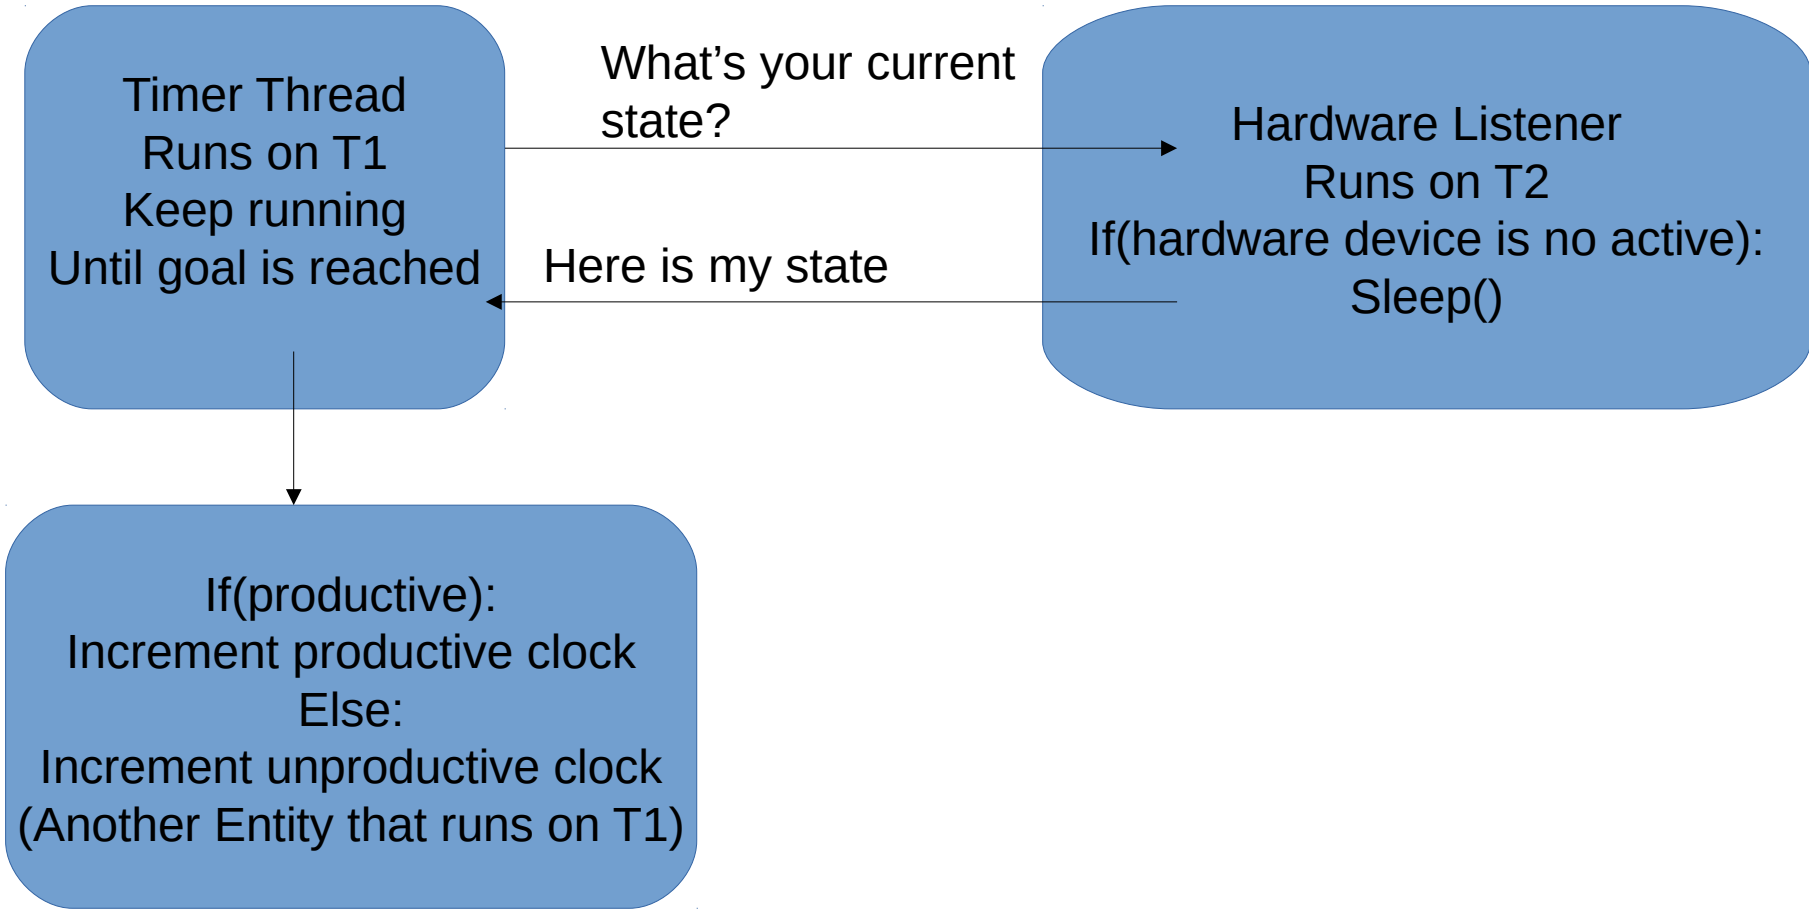 Timer Thread
Runs on T1
Keep running
Until goal is reached
What’s your current
state?
Here is my state
Hardware Listener
Runs on T2
If(hardware device is no active):
Sleep()
If(productive):
Increment productive clock
Else:
Increment unproductive clock
(Another Entity that runs on T1)